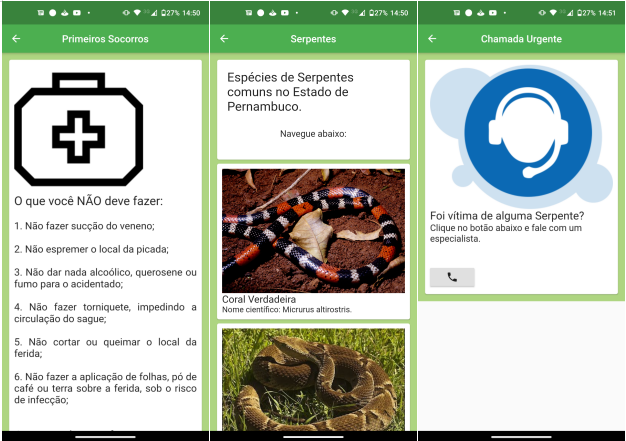 27% 14:50
Primeiros Socorros
O que você NÃO deve fazer:
1. Não fazer sucção do veneno;
2. Não espremer o local da picada;
3. Não dar nada alcoólico, querosene ou
fumo para o acidentado;
4. Não fazer torniquete, impedindo a
circulação do sague;
5. Não cortar ou queimar o local da
ferida;
6. Não fazer a aplicação de folhas, pó de
café ou terra sobre a ferida, sob o risco
de infecção;
27% 14:50
Serpentes
Espécies de Serpentes
comuns no Estado de
Pernambuco.
Navegue abaixo:
Coral Verdadeira
Nome científico: Micrurus altirostris.
27% 14:51
Chamada Urgente
Foi vítima de alguma Serpente?
Clique no botão abaixo e fale com um
especialista.